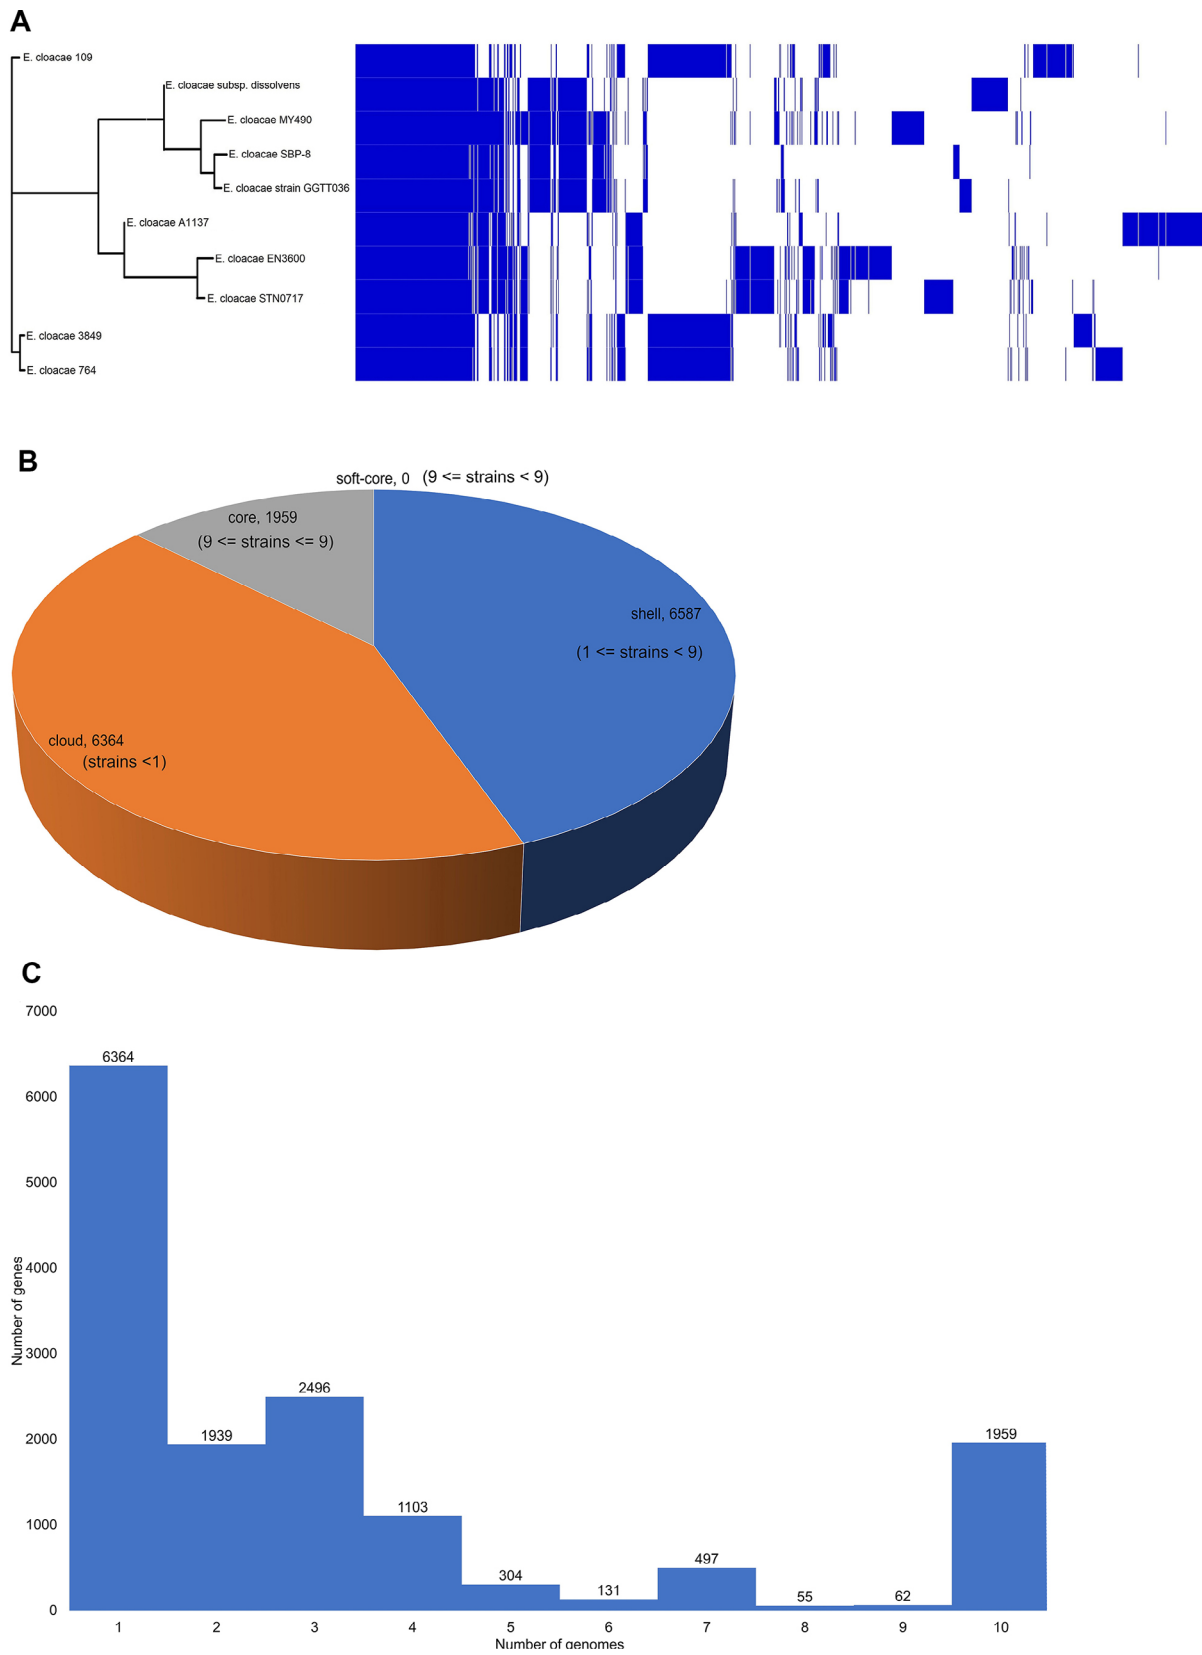 A
E. cloacae 109
E. cloacae subsp. dissolvens
E. cloacae MY490
E. cloacae SBP-8
E. cloacae strain GGTT036
E. cloacae A1137
E. cloacae EN3600
E. cloacae STN0717
E. cloacae 3849
E. cloacae 764
B
soft-core, 0 (9 <= strains < 9)
core, 1959
(9 <= strains <= 9)
shell, 6587
(1 <= strains < 9)
cloud, 6364
(strains <1)
C
7000
6000
5000
4000
3000
2000
1000
0
Number of genes
6364
1939
2496
1103
304
131
497
55
62
1959
1 2 3 4 5 6 7 8 9 10
Number of genomes